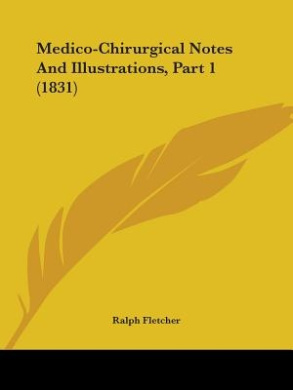 Medico-Chirurgical Notes
And Illustrations, Part 1
(1831)
Ralph Fletcher